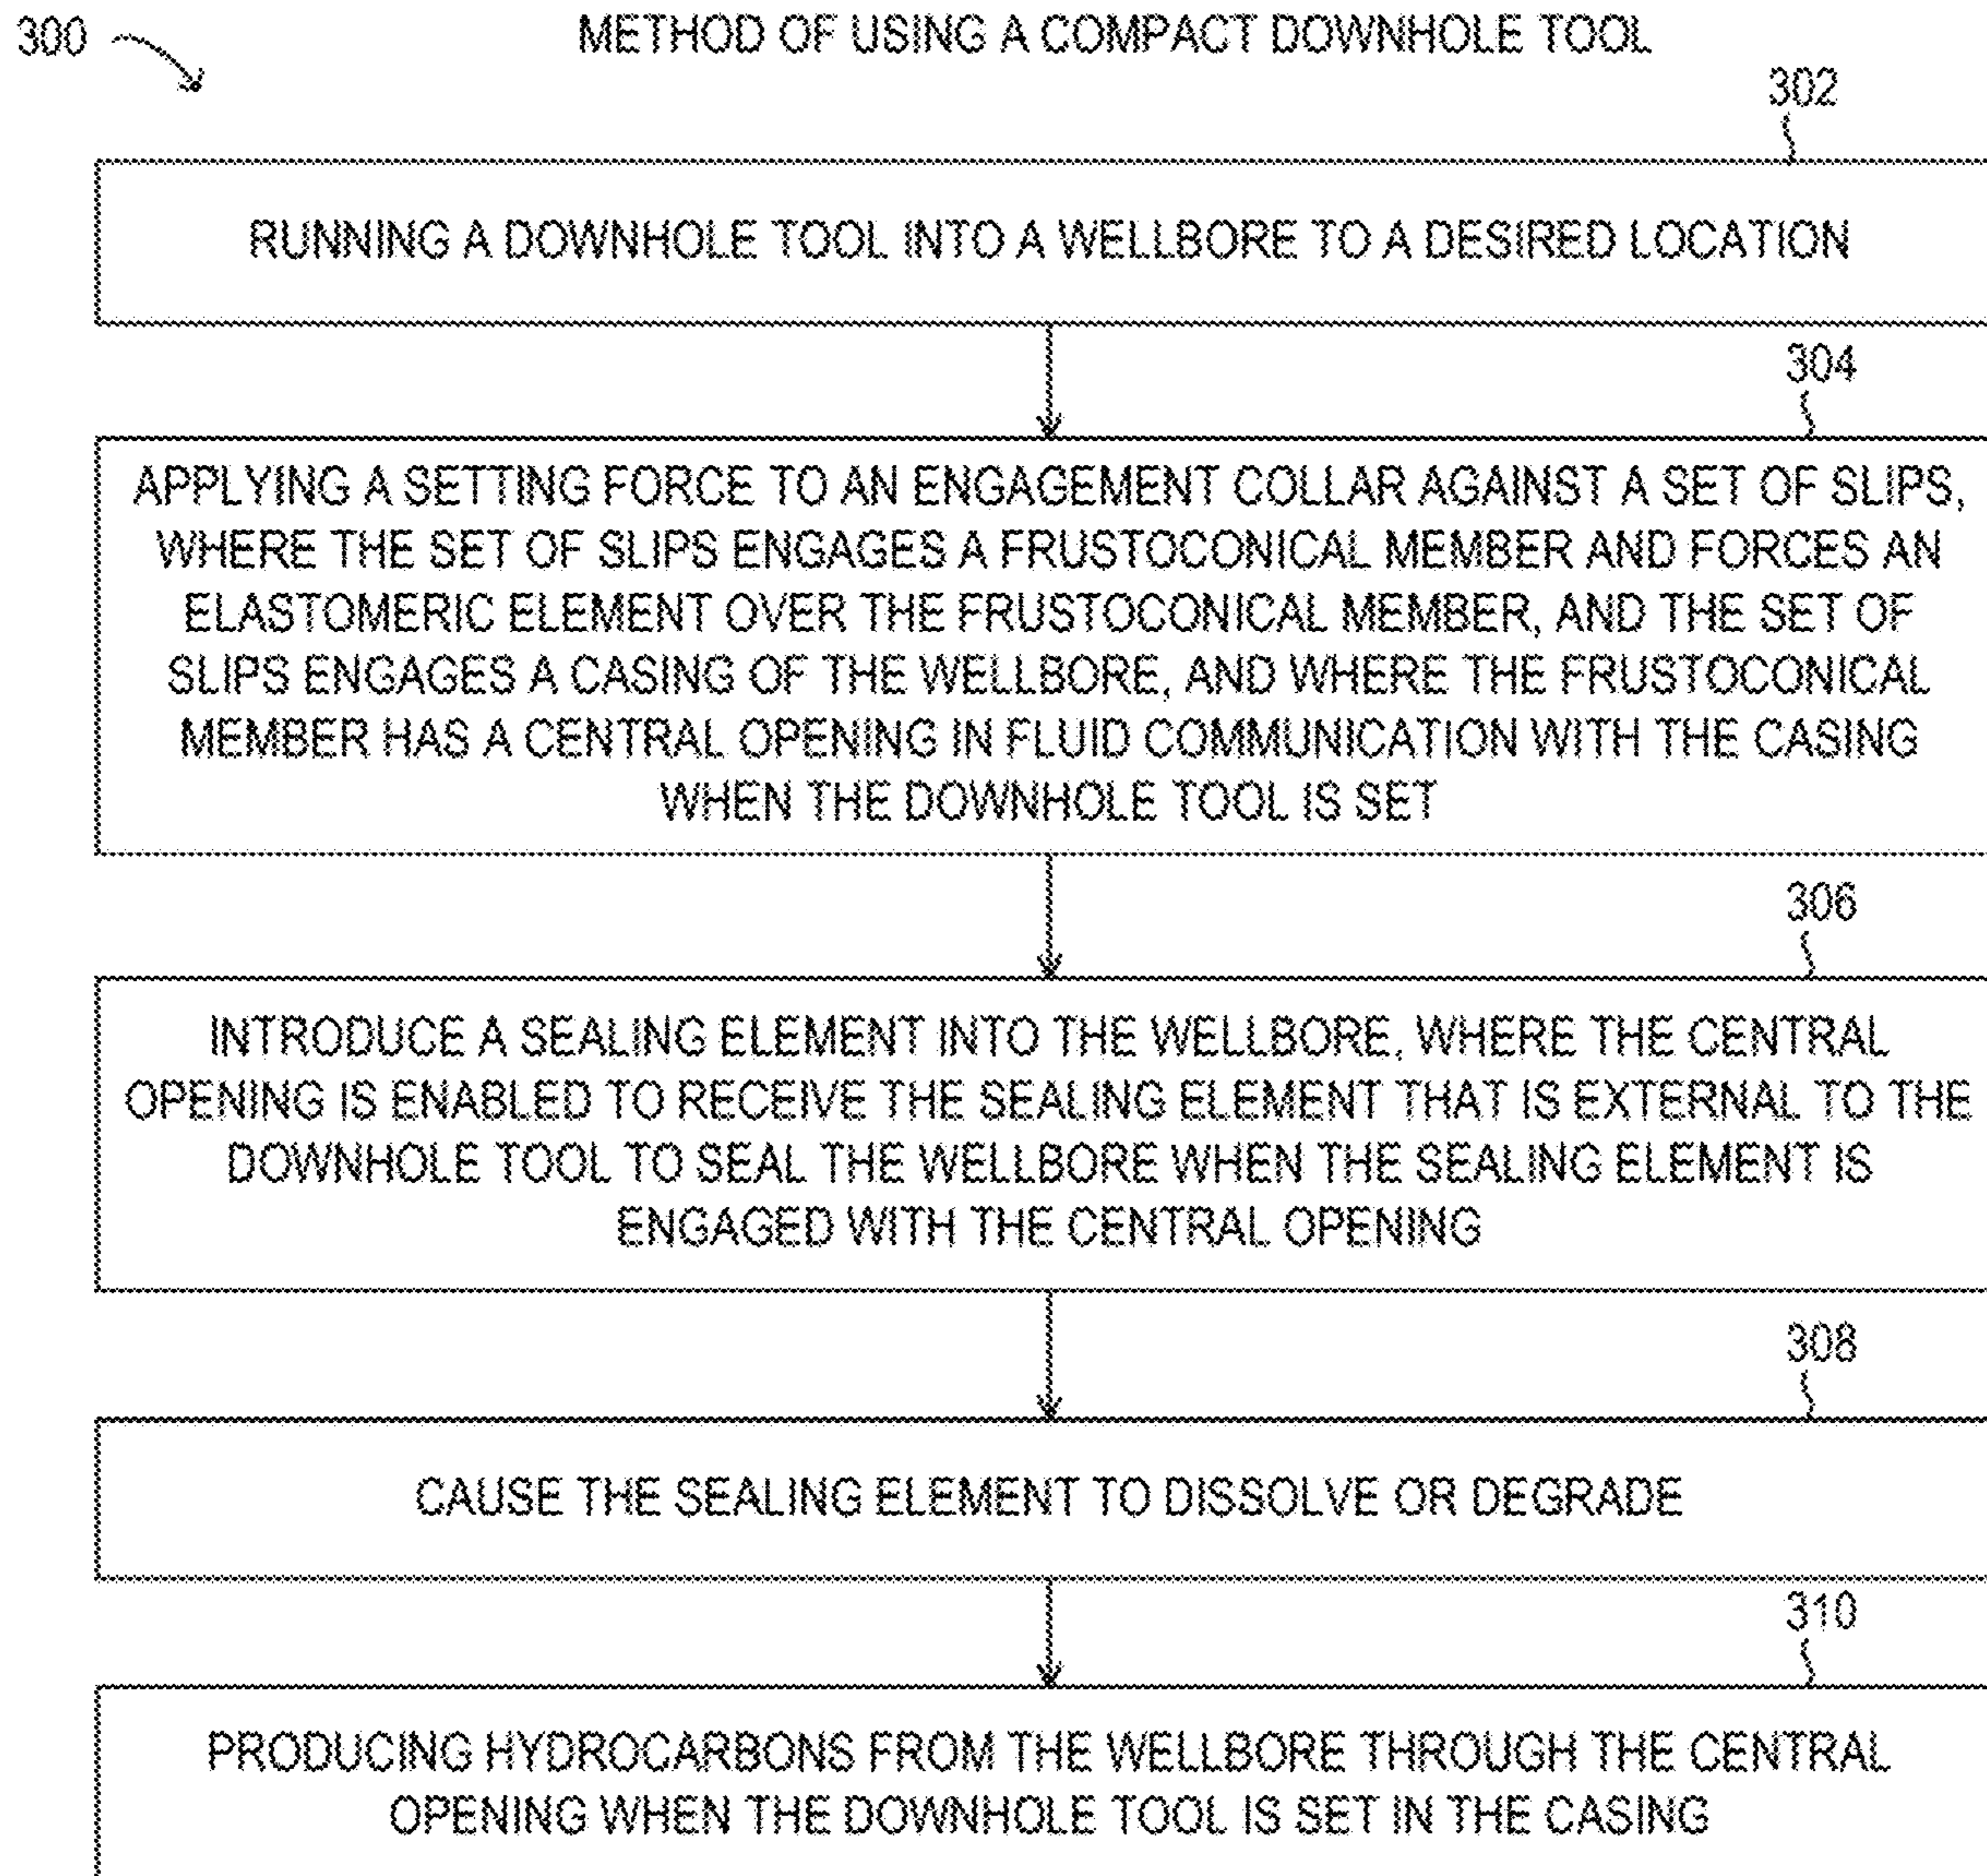 300
METHOD OF USING A COMPACT DOWNHOLE TOOL
302
RUNNING A DOWNHOLE TOOL INTO A WELLBORE TO A DESIRED LOCATION
304
APPLYING A SETTING FORCE TO AN ENGAGEMENT COLLAR AGAINST A SET OF SLIPS,
WHERE THE SET OF SLIPS ENGAGES A FRUSTOCONICAL MEMBER AND FORCES AN
ELASTOMERIC ELEMENT OVER THE FRUSTOCONICAL MEMBER, AND THE SET OF
SLIPS ENGAGES A CASING OF THE WELLBORE, AND WHERE THE FRUSTOCONICAL
MEMBER HAS A CENTRAL OPENING IN FLUID COMMUNICATION WITH THE CASING
WHEN THE DOWNHOLE TOOL IS SET
306
INTRODUCE A SEALING ELEMENT INTO THE WELLBORE, WHERE THE CENTRAL
OPENING IS ENABLED TO RECEIVE THE SEALING ELEMENT THAT IS EXTERNAL TO THE
DOWNHOLE TOOL TO SEAL THE WELLBORE WHEN THE SEALING ELEMENT IS
ENGAGED WITH THE CENTRAL OPENING
308
CAUSE THE SEALING ELEMENT TO DISSOLVE OR DEGRADE
310
PRODUCING HYDROCARBONS FROM THE WELLBORE THROUGH THE CENTRAL
OPENING WHEN THE DOWNHOLE TOOL IS SET IN THE CASING